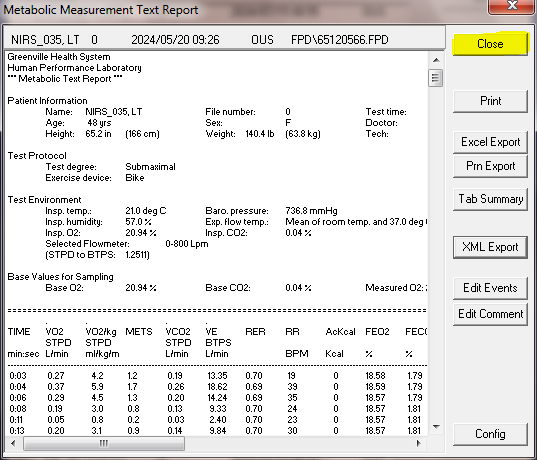 Metabolic Measurement Text Report
NIRS_035, LT 0 2024/05/20 09:26 OUS FPD\65120566.FPD
Close
Greenville Health System
Human Performance Laboratory
*** Metabolic Text Report ***
Print
Patient Information
Name: NIRS_035, LT File number: 0 Test time:
Age: 48 yrs Sex: F Doctor:
Height: 65.2 in (166 cm) Weight: 140.4 lb (63.8 kg) Tech:
Excel Export
Prn Export
Test Protocol
Test degree: Submaximal
Exercise device: Bike
Tab Summary
Test Environment
Insp. temp.: 21.0 deg C Baro. pressure: 736.8 mmHg
Insp. humidity: 57.0 % Exp. flow temp.: Mean of room temp. and 37.0 deg
Insp. O2: 20.94 % Insp. CO2: 0.04 %
Selected Flowmeter: 0-800 Lpm
(STPD to BTPS: 1.2511)
XML Export
Base Values for Sampling
Base O2: 20.94 % Base CO2: 0.04 % Measured O2:
Edit Events
Edit Comment
TIME VO2 VO2/kg METS VCO2 VE RER RR AcKcal FEO2 FEC
STPD STPD STPD BTPS
min:sec L/min ml/kg/m L/min L/min BPM Kcal % %
0:03 0.27 4.2 1.2 0.19 13.35 0.70 19 0 18.58 1.79
0:04 0.37 5.9 1.7 0.26 18.62 0.69 39 0 18.59 1.79
0:06 0.29 4.5 1.3 0.20 14.24 0.69 35 0 18.57 1.79
0:08 0.19 3.0 0.8 0.13 9.33 0.70 24 0 18.57 1.81
0:11 0.05 0.8 0.2 0.03 2.40 0.70 23 0 18.57 1.81
0:13 0.20 3.1 0.9 0.14 9.84 0.70 30 0 18.57 1.81
Config